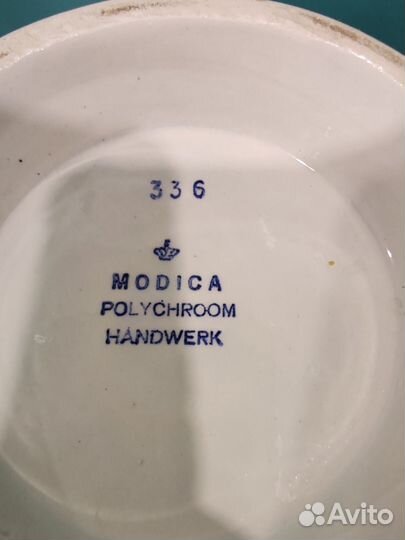 336
MODICA
POLYCHROOM
HANDWERK
Avito